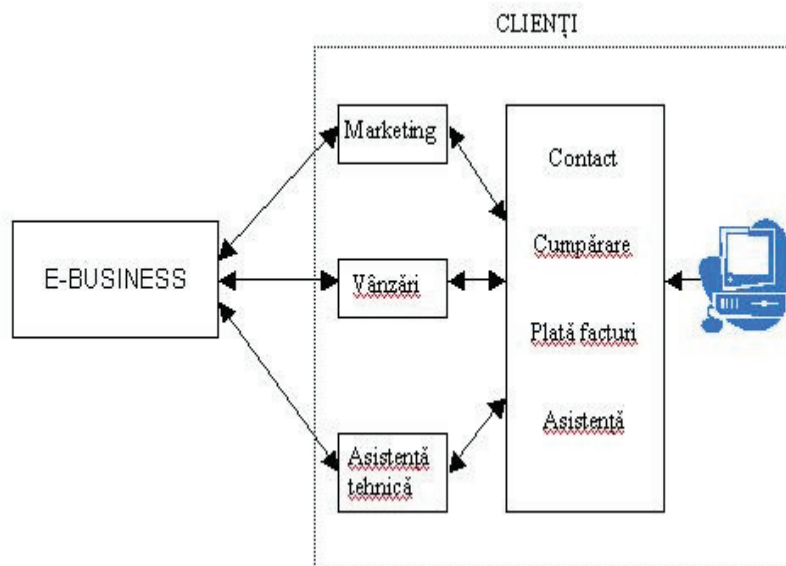 CLIENȚI
Marketing
Contact
Cumpărare
E-BUSINESS
Vânzări
Plată facturi
Asistență
Asistență
tehnică